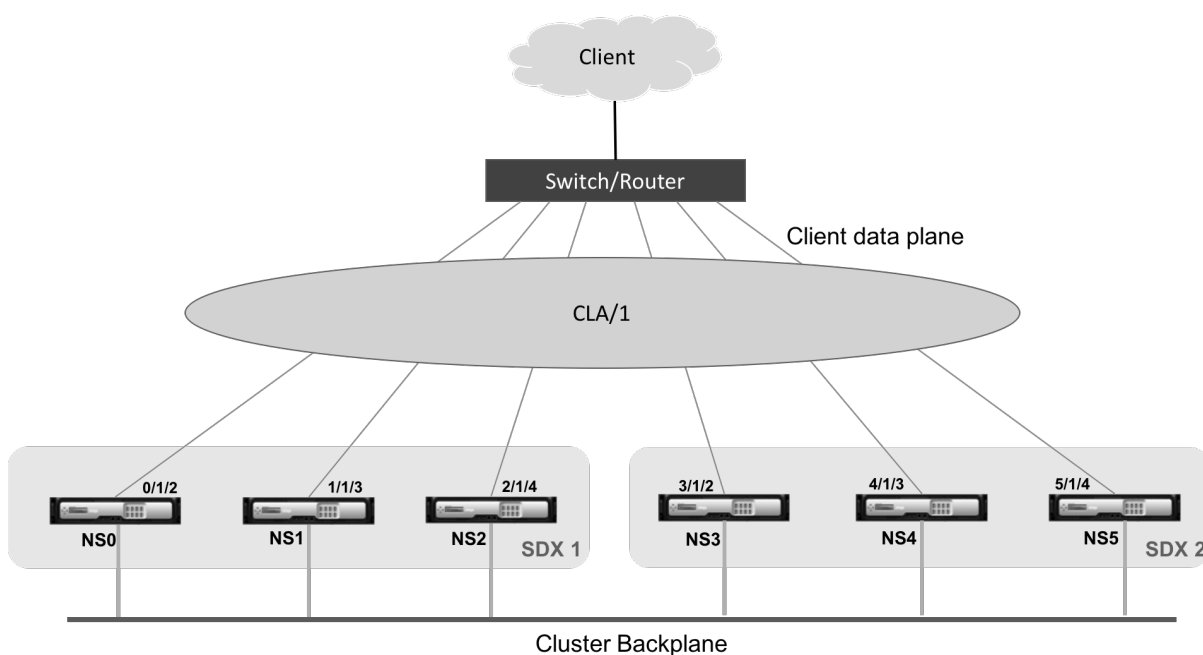 Client
Switch/Router
Client data plane
CLA/1
0/1/2
1/1/3
2/1/4
3/1/2
4/1/3
5/1/4
NS0
NS1
NS2
SDX 1
NS3
NS4
NS5
SDX 2
Cluster Backplane